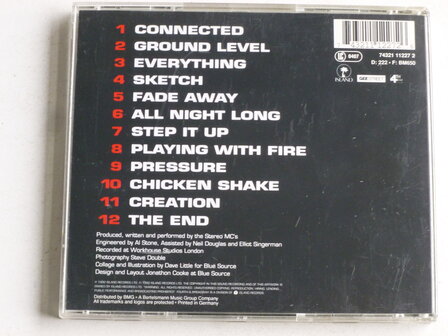 1 CONNECTED
2 GROUND LEVEL
3 EVERYTHING
4 SKETCH
5 FADE AWAY
6 ALL NIGHT LONG
7 STEP IT UP
8 PLAYING WITH FIRE
9 PRESSURE
10 CHICKEN SHAKE
11 CREATION
12 THE END
74321 11227 2
D: 222 - F: BM650
ISLAND
Produced, written and performed by the Stereo MC's
Engineered by Al Stone, Assisted by Neil Douglas and Elliot Singerman
Recorded at Workhouse Studios London
Photography Steve Double
Collage and Illustration by Dave Little for Blue Source
Design and Layout Jonathon Cooke at Blue Source
Distributed by BMG • A Bertelsmann Music Group Company
All trademarks and logos are protected • Printed in Germany